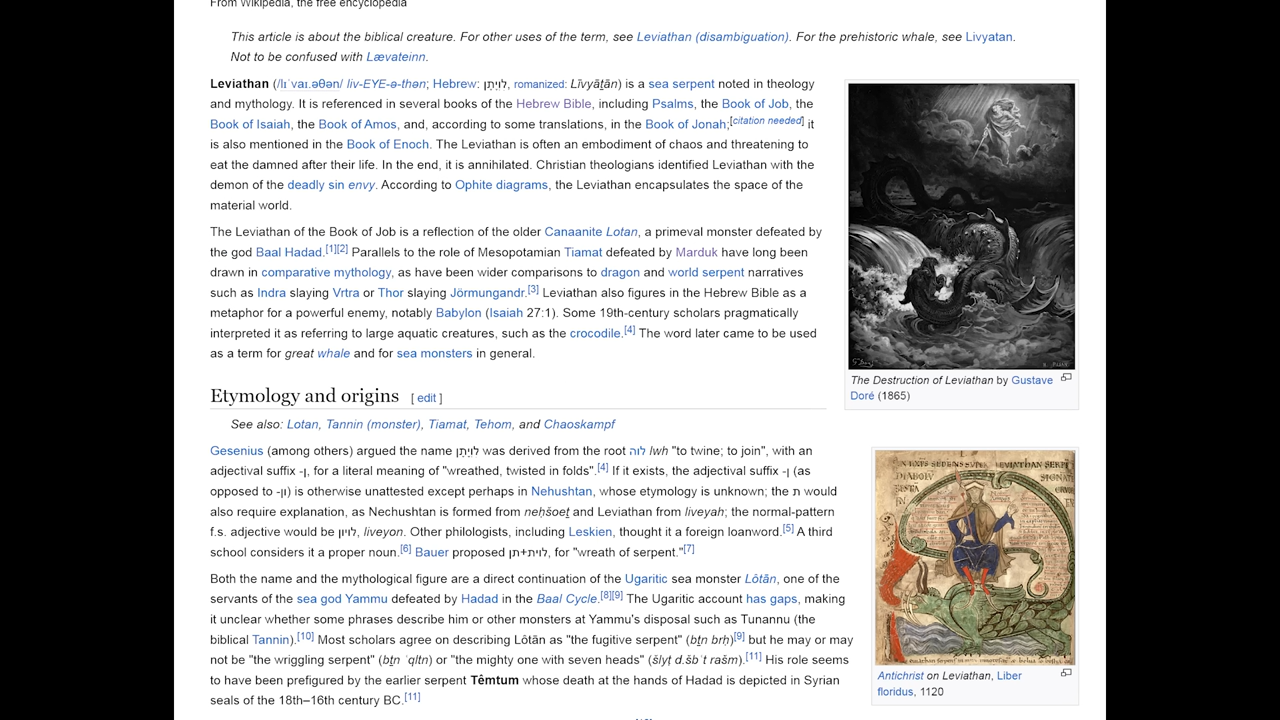 From Wikipedia, the free encyclopedia
This article is about the biblical creature. For other uses of the term, see Leviathan (disambiguation). For the prehistoric whale, see Livyatan.
Not to be confused with Lævateinn.
Leviathan (/lɪˈvaɪ.əθən/ liv-EYE-ə-thən; Hebrew: לִוְיָתָן, romanized: Līvyāṯān) is a sea serpent noted in theology
and mythology. It is referenced in several books of the Hebrew Bible, including Psalms, the Book of Job, the
Book of Isaiah, the Book of Amos, and, according to some translations, in the Book of Jonah;[citation needed] it
is also mentioned in the Book of Enoch. The Leviathan is often an embodiment of chaos and threatening to
eat the damned after their life. In the end, it is annihilated. Christian theologians identified Leviathan with the
demon of the deadly sin envy. According to Ophite diagrams, the Leviathan encapsulates the space of the
material world.
The Leviathan of the Book of Job is a reflection of the older Canaanite Lotan, a primeval monster defeated by
the god Baal Hadad.[1][2] Parallels to the role of Mesopotamian Tiamat defeated by Marduk have long been
drawn in comparative mythology, as have been wider comparisons to dragon and world serpent narratives
such as Indra slaying Vrtra or Thor slaying Jörmungandr.[3] Leviathan also figures in the Hebrew Bible as a
metaphor for a powerful enemy, notably Babylon (Isaiah 27:1). Some 19th-century scholars pragmatically
interpreted it as referring to large aquatic creatures, such as the crocodile.[4] The word later came to be used
as a term for great whale and for sea monsters in general.
The Destruction of Leviathan by Gustave
Doré (1865)
Etymology and origins [ edit ]
See also: Lotan, Tannin (monster), Tiamat, Tehom, and Chaoskampf
Gesenius (among others) argued the name לִוְיָתָן was derived from the root לוה lwh "to twine; to join", with an
adjectival suffix ן-, for a literal meaning of "wreathed, twisted in folds".[4] If it exists, the adjectival suffix ן- (as
opposed to ון-) is otherwise unattested except perhaps in Nehushtan, whose etymology is unknown; the ת would
also require explanation, as Nechushtan is formed from neḥšoeṯ and Leviathan from liveyah; the normal-pattern
f.s. adjective would be לויון, liveyon. Other philologists, including Leskien, thought it a foreign loanword.[5] A third
school considers it a proper noun.[6] Bauer proposed לוית+תן, for "wreath of serpent."[7]
Both the name and the mythological figure are a direct continuation of the Ugaritic sea monster Lôtān, one of the
servants of the sea god Yammu defeated by Hadad in the Baal Cycle.[8][9] The Ugaritic account has gaps, making
it unclear whether some phrases describe him or other monsters at Yammu's disposal such as Tunannu (the
biblical Tannin).[10] Most scholars agree on describing Lôtān as "the fugitive serpent" (bṯn brḥ)[9] but he may or may
not be "the wriggling serpent" (bṯn ʿqltn) or "the mighty one with seven heads" (šlyṭ d.šbʿt rašm).[11] His role seems
to have been prefigured by the earlier serpent Têmtum whose death at the hands of Hadad is depicted in Syrian
seals of the 18th–16th century BC.[11]
Antichrist on Leviathan, Liber
floridus, 1120